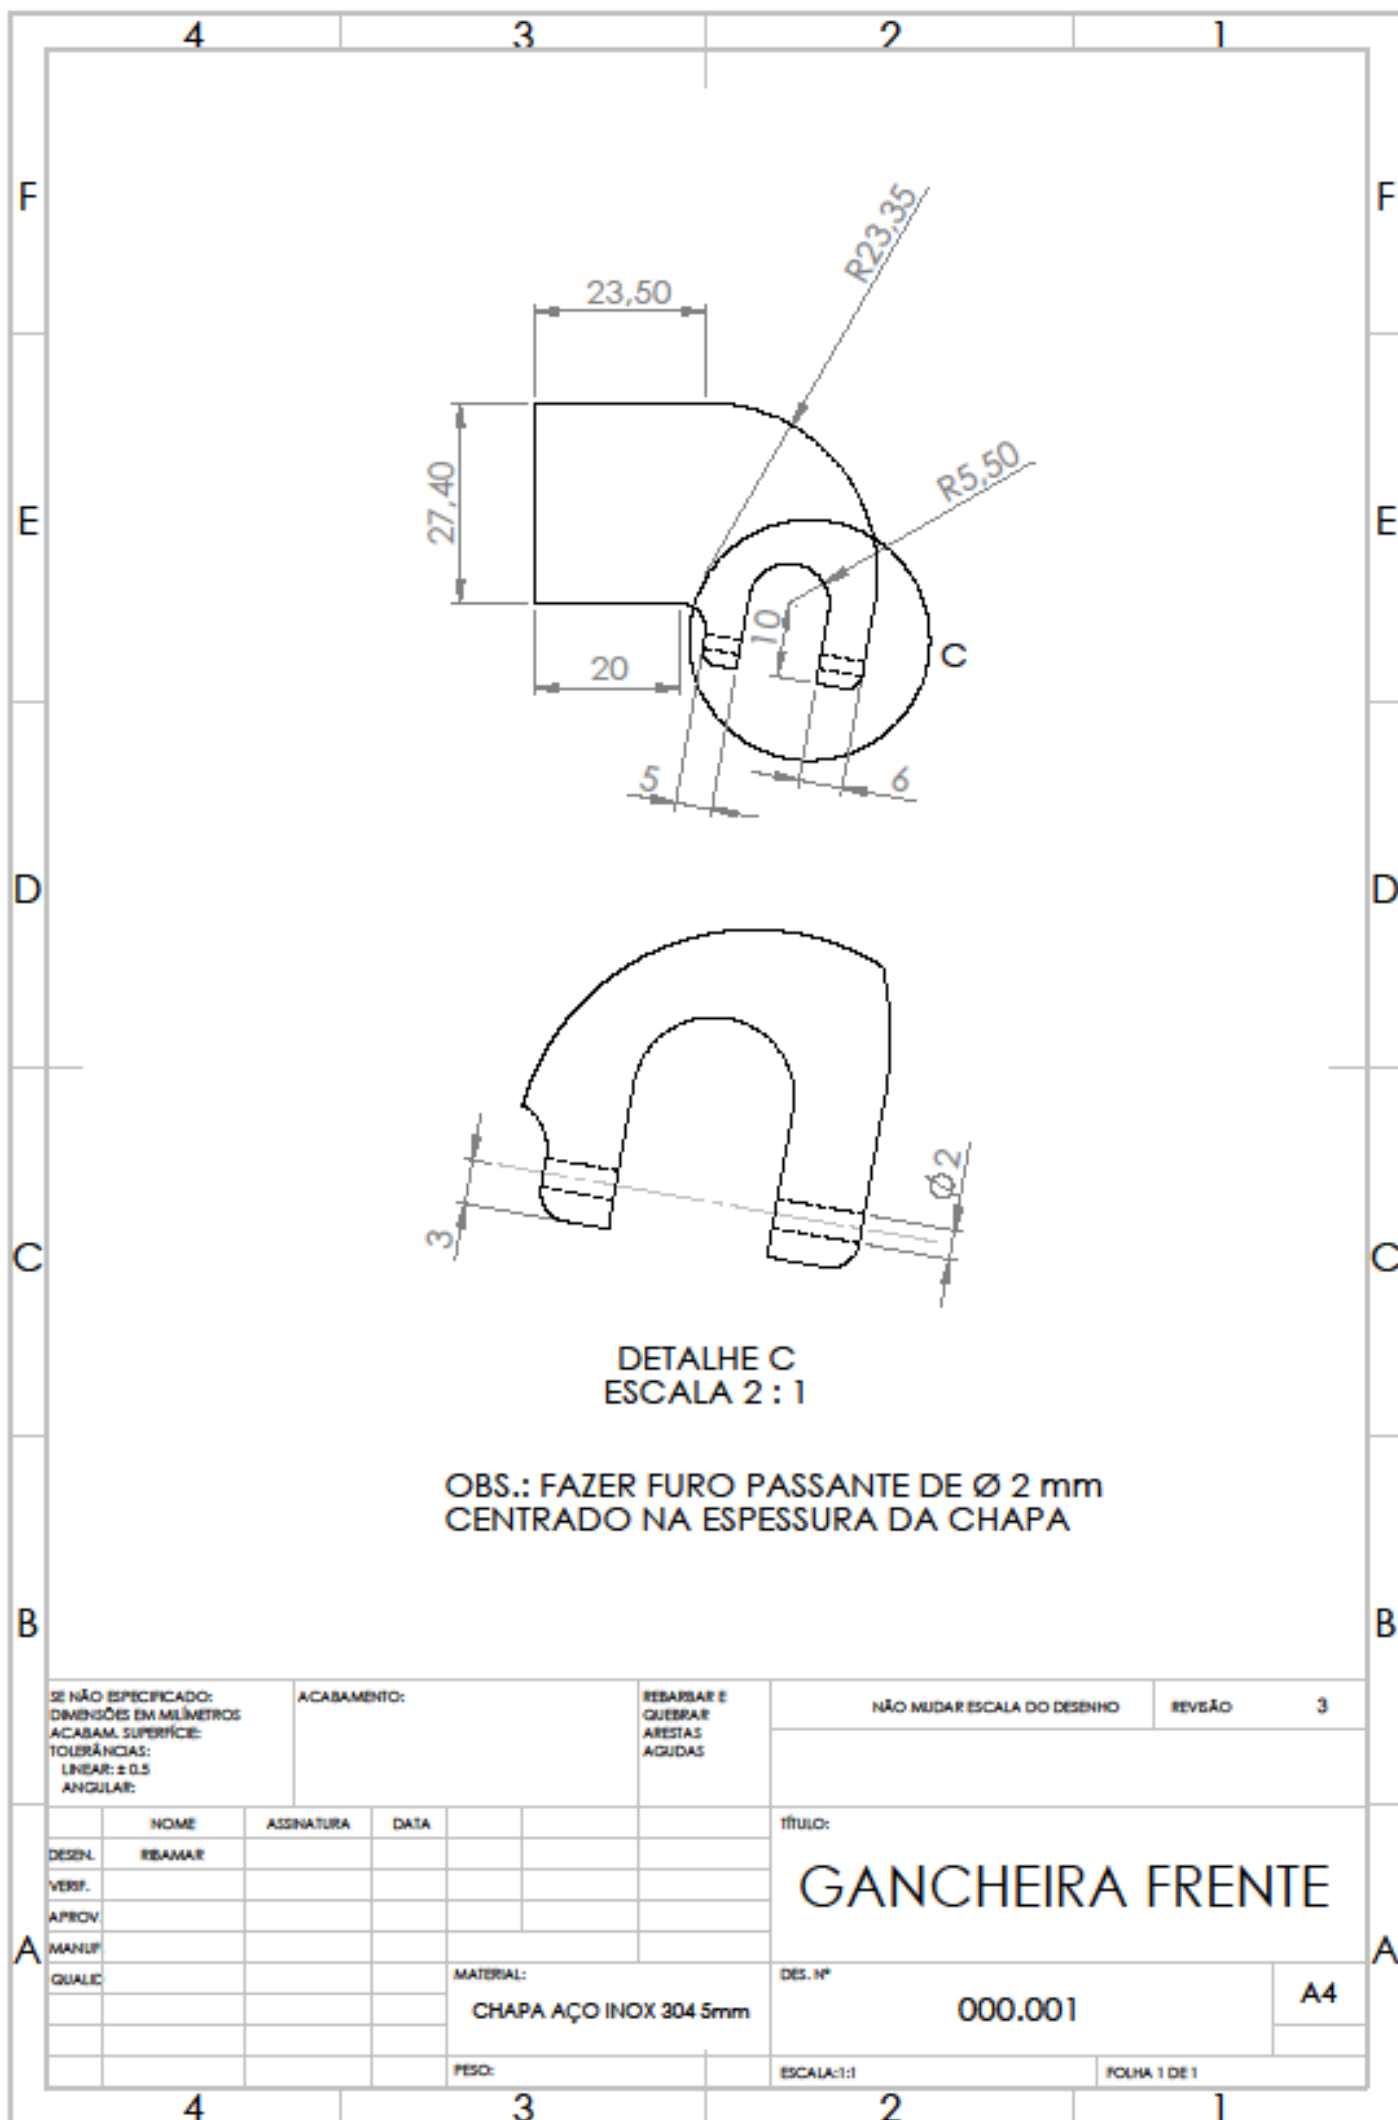 4 3 2 1
F F
R23,35
23,50
R5,50
27,40
E E
10
C
20
5 6
D D
Ø2
3
C C
DETALHE C
ESCALA 2 : 1
OBS.: FAZER FURO PASSANTE DE Ø 2 mm
CENTRADO NA ESPESSURA DA CHAPA
B B
SE NÃO ESPECIFICADO:
DIMENSÕES EM MILÍMETROS
ACABAM. SUPERFÍCIE:
TOLERÂNCIAS:
LINEAR: ± 0.5
ANGULAR:
ACABAMENTO:
REBARBAR E
QUEBRAR
ARESTAS
AGUDAS
NÃO MUDAR ESCALA DO DESENHO
REVISÃO 3
NOME ASSINATURA DATA
DESEN. RIBAMAR
VERIF.
APROV.
MANUF
QUALID
TÍTULO:
GANCHEIRA FRENTE
A A
MATERIAL:
CHAPA AÇO INOX 304 5mm
DES. Nº
000.001
A4
PESO:
ESCALA:1:1
FOLHA 1 DE 1
4 3 2 1